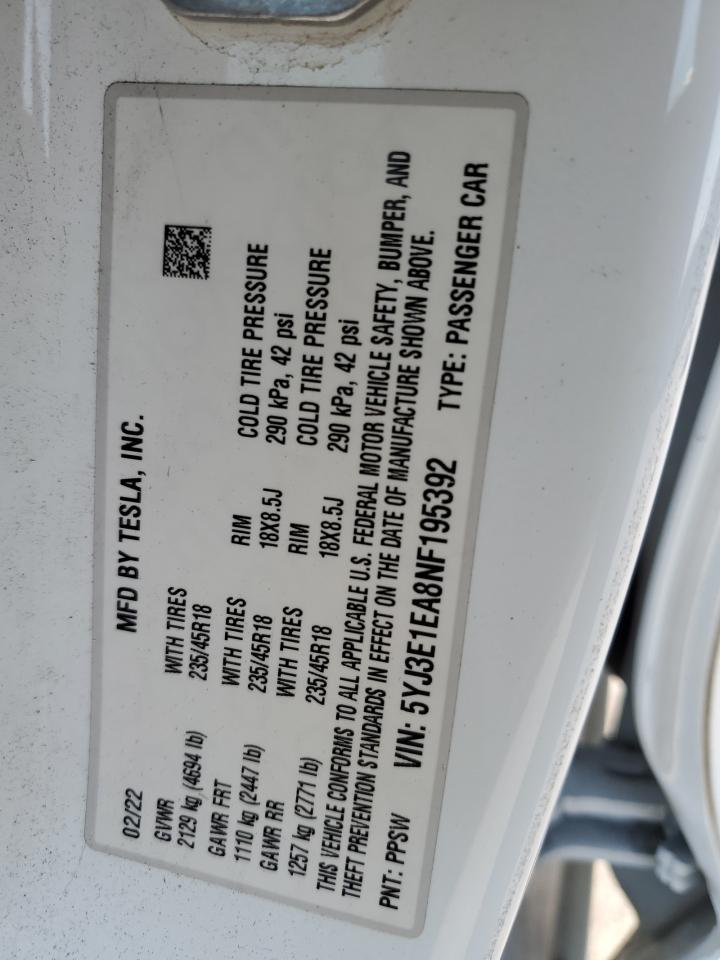 02/22 MFD BY TESLA, INC.
GVWR WITH TIRES
2129 kg (4694 lb) 235/45R18
GAWR FRT WITH TIRES RIM COLD TIRE PRESSURE
1110 kg (2447 lb) 235/45R18 18X8.5J 290 kPa, 42 psi
GAWR RR WITH TIRES RIM COLD TIRE PRESSURE
1257 kg (2771 lb) 235/45R18 18X8.5J 290 kPa, 42 psi
THIS VEHICLE CONFORMS TO ALL APPLICABLE U.S. FEDERAL MOTOR VEHICLE SAFETY, BUMPER, AND
THEFT PREVENTION STANDARDS IN EFFECT ON THE DATE OF MANUFACTURE SHOWN ABOVE.
PNT: PPSW VIN: 5YJ3E1EA8NF195392 TYPE: PASSENGER CAR